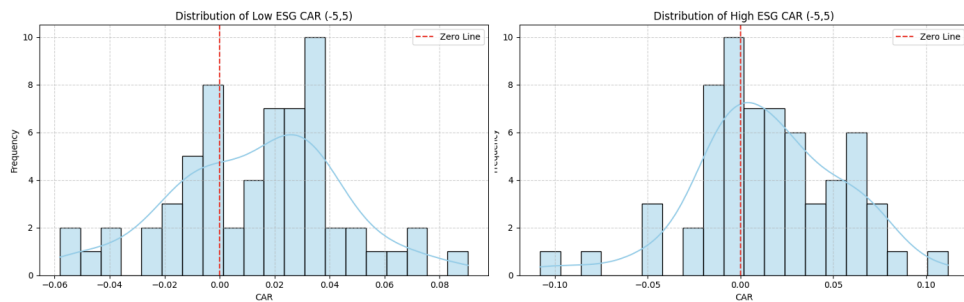 Distribution of Low ESG CAR (-5,5)
Zero Line
Frequency
10
8
6
4
2
0
-0.06 -0.04 -0.02 0.00 0.02 0.04 0.06 0.08
CAR
Distribution of High ESG CAR (-5,5)
Zero Line
10
8
6
4
2
0
-0.10 -0.05 0.00 0.05 0.10
CAR